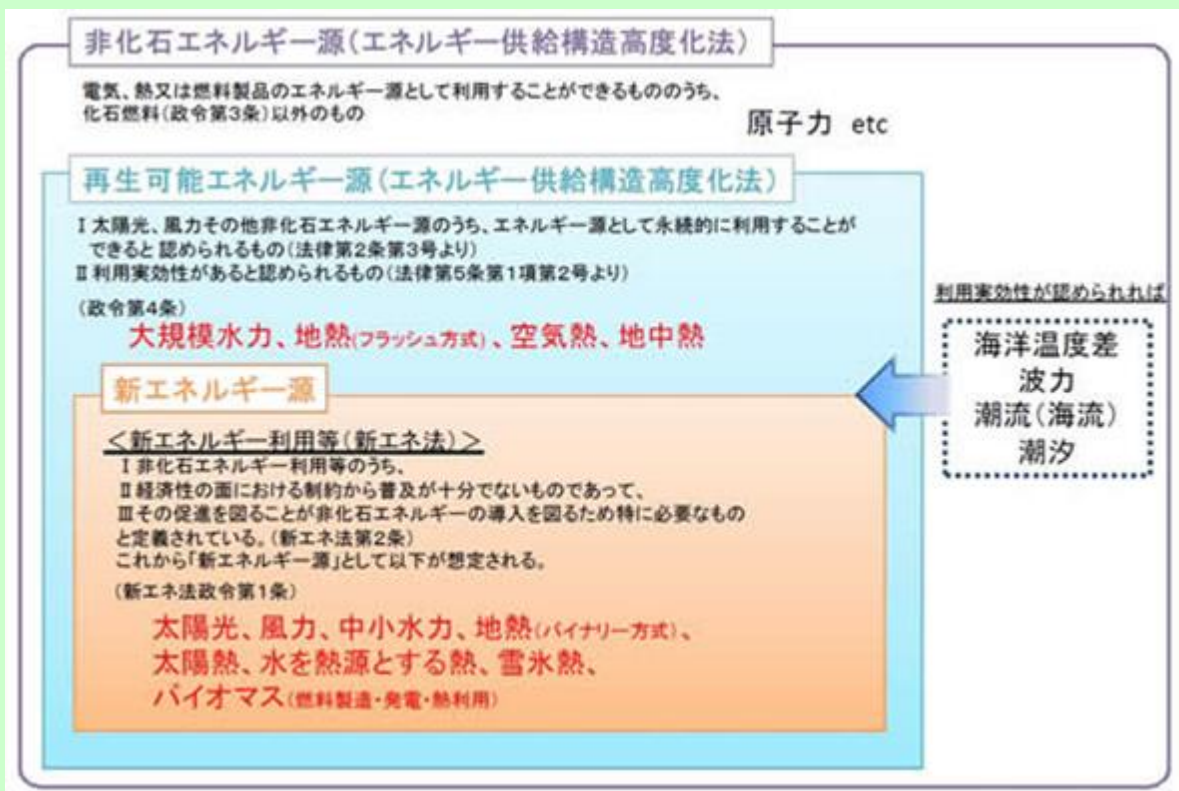 非化石エネルギー源(エネルギー供給構造高度化法)
電気、熱又は燃料製品のエネルギー源として利用することができるもののうち、
化石燃料(政令第3条)以外のもの
原子力 etc
再生可能エネルギー源(エネルギー供給構造高度化法)
Ⅰ太陽光、風力その他非化石エネルギー源のうち、エネルギー源として永続的に利用することが
できると認められるもの(法律第2条第3号より)
Ⅱ利用実効性があると認められるもの(法律第5条第1項第2号より)
(政令第4条)
大規模水力、地熱(フラッシュ方式)、空気熱、地中熱
利用実効性が認められれば
海洋温度差
波力
潮流(海流)
潮汐
新エネルギー源
<新エネルギー利用等(新エネ法)>
Ⅰ非化石エネルギー利用等のうち、
Ⅱ経済性の面における制約から普及が十分でないものであって、
Ⅲその促進を図ることが非化石エネルギーの導入を図るため特に必要なもの
と定義されている。(新エネ法第2条)
これから「新エネルギー源」として以下が想定される。
(新エネ法政令第1条)
太陽光、風力、中小水力、地熱(バイナリー方式)、
太陽熱、水を熱源とする熱、雪氷熱、
バイオマス(燃料製造・発電・熱利用)